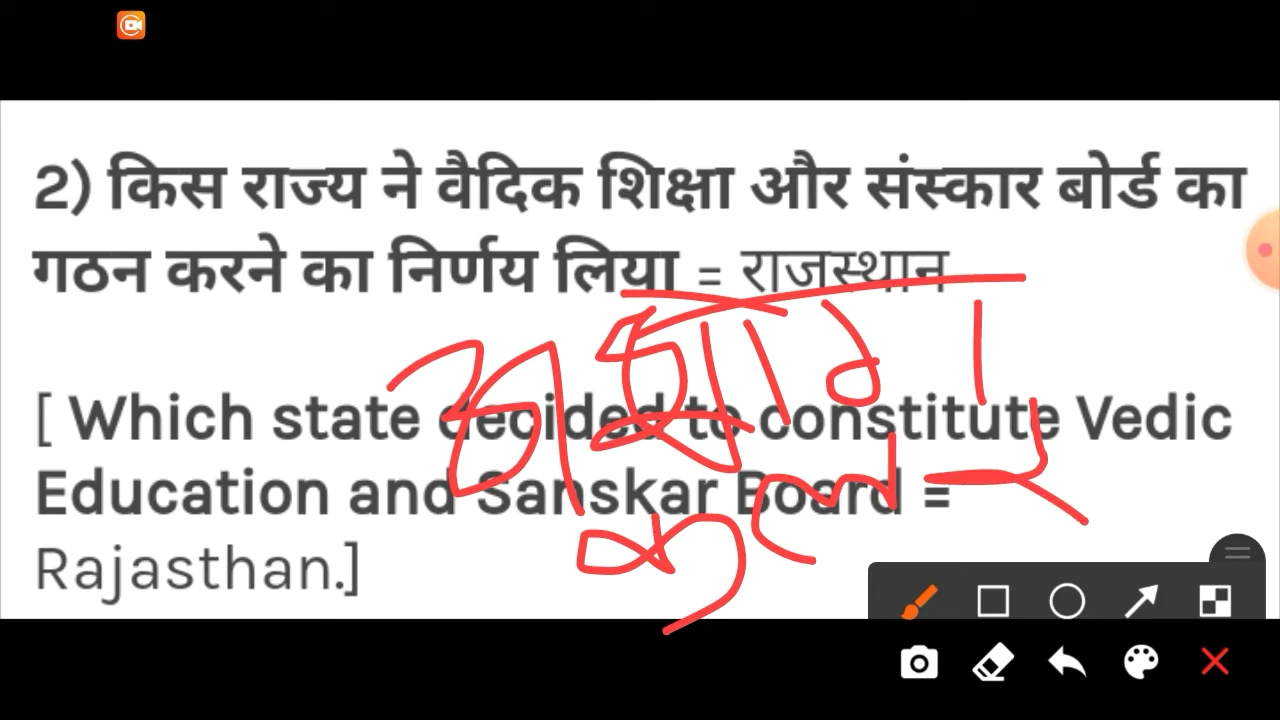 2) किस राज्य ने वैदिक शिक्षा और संस्कार बोर्ड का
गठन करने का निर्णय लिया = राजस्थान
[ Which state decided to constitute Vedic
Education and Sanskar Board =
Rajasthan.]